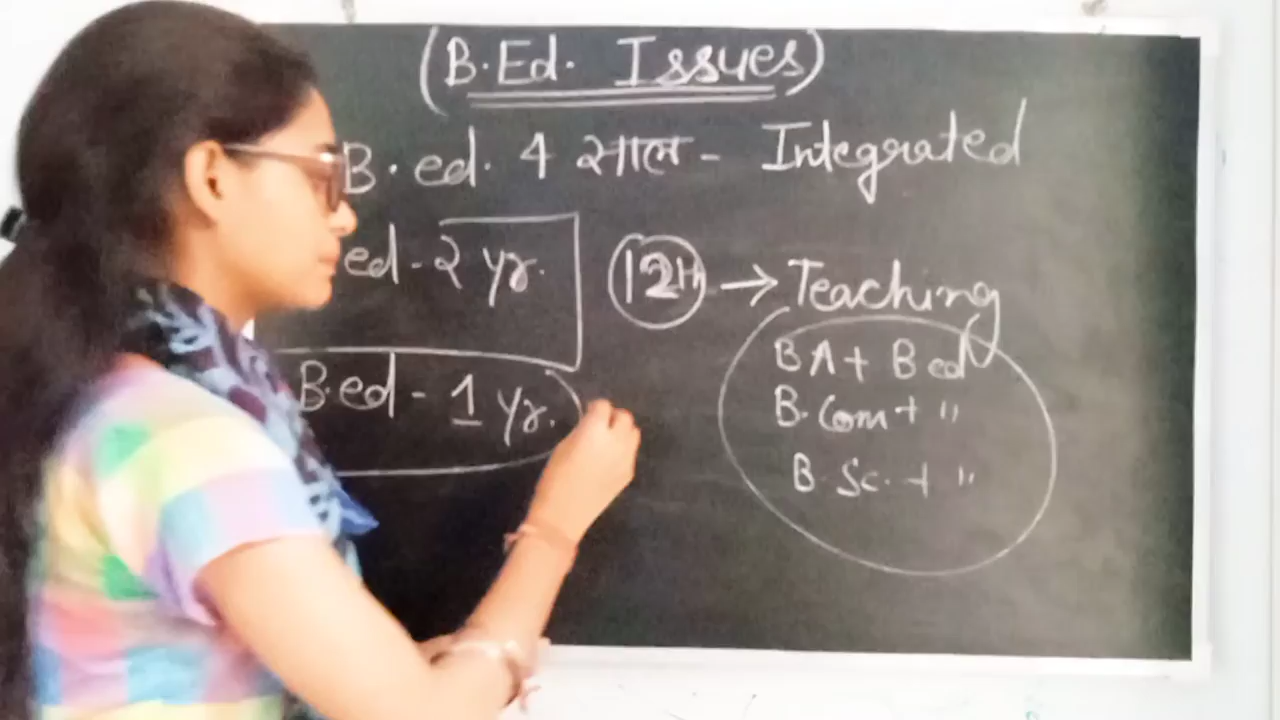 (B.Ed. Issues)
B.ed. 4 साल - Integrated
ed - 2 yr.
12th → Teaching
B.ed - 1 yr.
BA + B ed
B.Com + "
B.Sc. + "